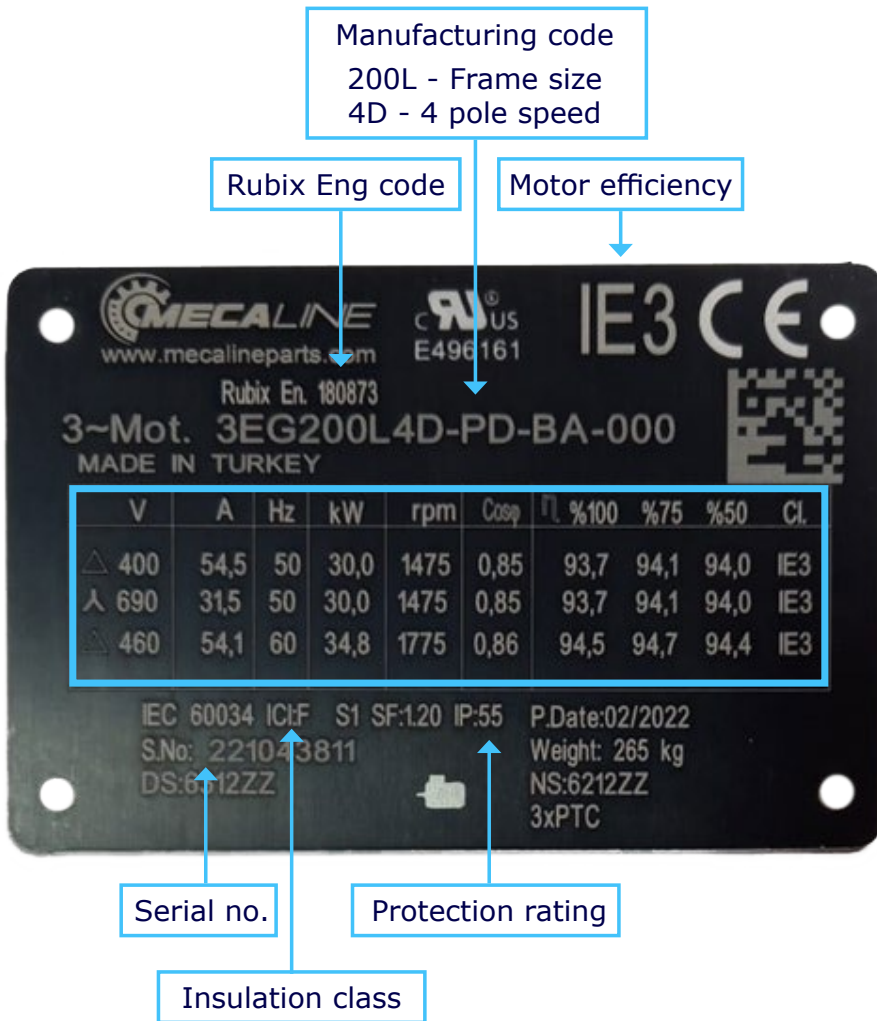 Manufacturing code
200L - Frame size
4D - 4 pole speed
Rubix Eng code
Motor efficiency
MECALINE
www.mecalineparts.com
c RU ® US
E496161
IE3 CE
Rubix En. 180873
3~Mot. 3EG200L4D-PD-BA-000
MADE IN TURKEY
V A Hz kW rpm Cosφ η %100 %75 %50 Cl.
△ 400 54,5 50 30,0 1475 0,85 93,7 94,1 94,0 IE3
Y 690 31,5 50 30,0 1475 0,85 93,7 94,1 94,0 IE3
△ 460 54,1 60 34,8 1775 0,86 94,5 94,7 94,4 IE3
IEC 60034 ICl:F S1 SF:1.20 IP:55 P.Date:02/2022
S.No: 221043811 Weight: 265 kg
DS:6312ZZ NS:6212ZZ
3xPTC
Serial no.
Protection rating
Insulation class